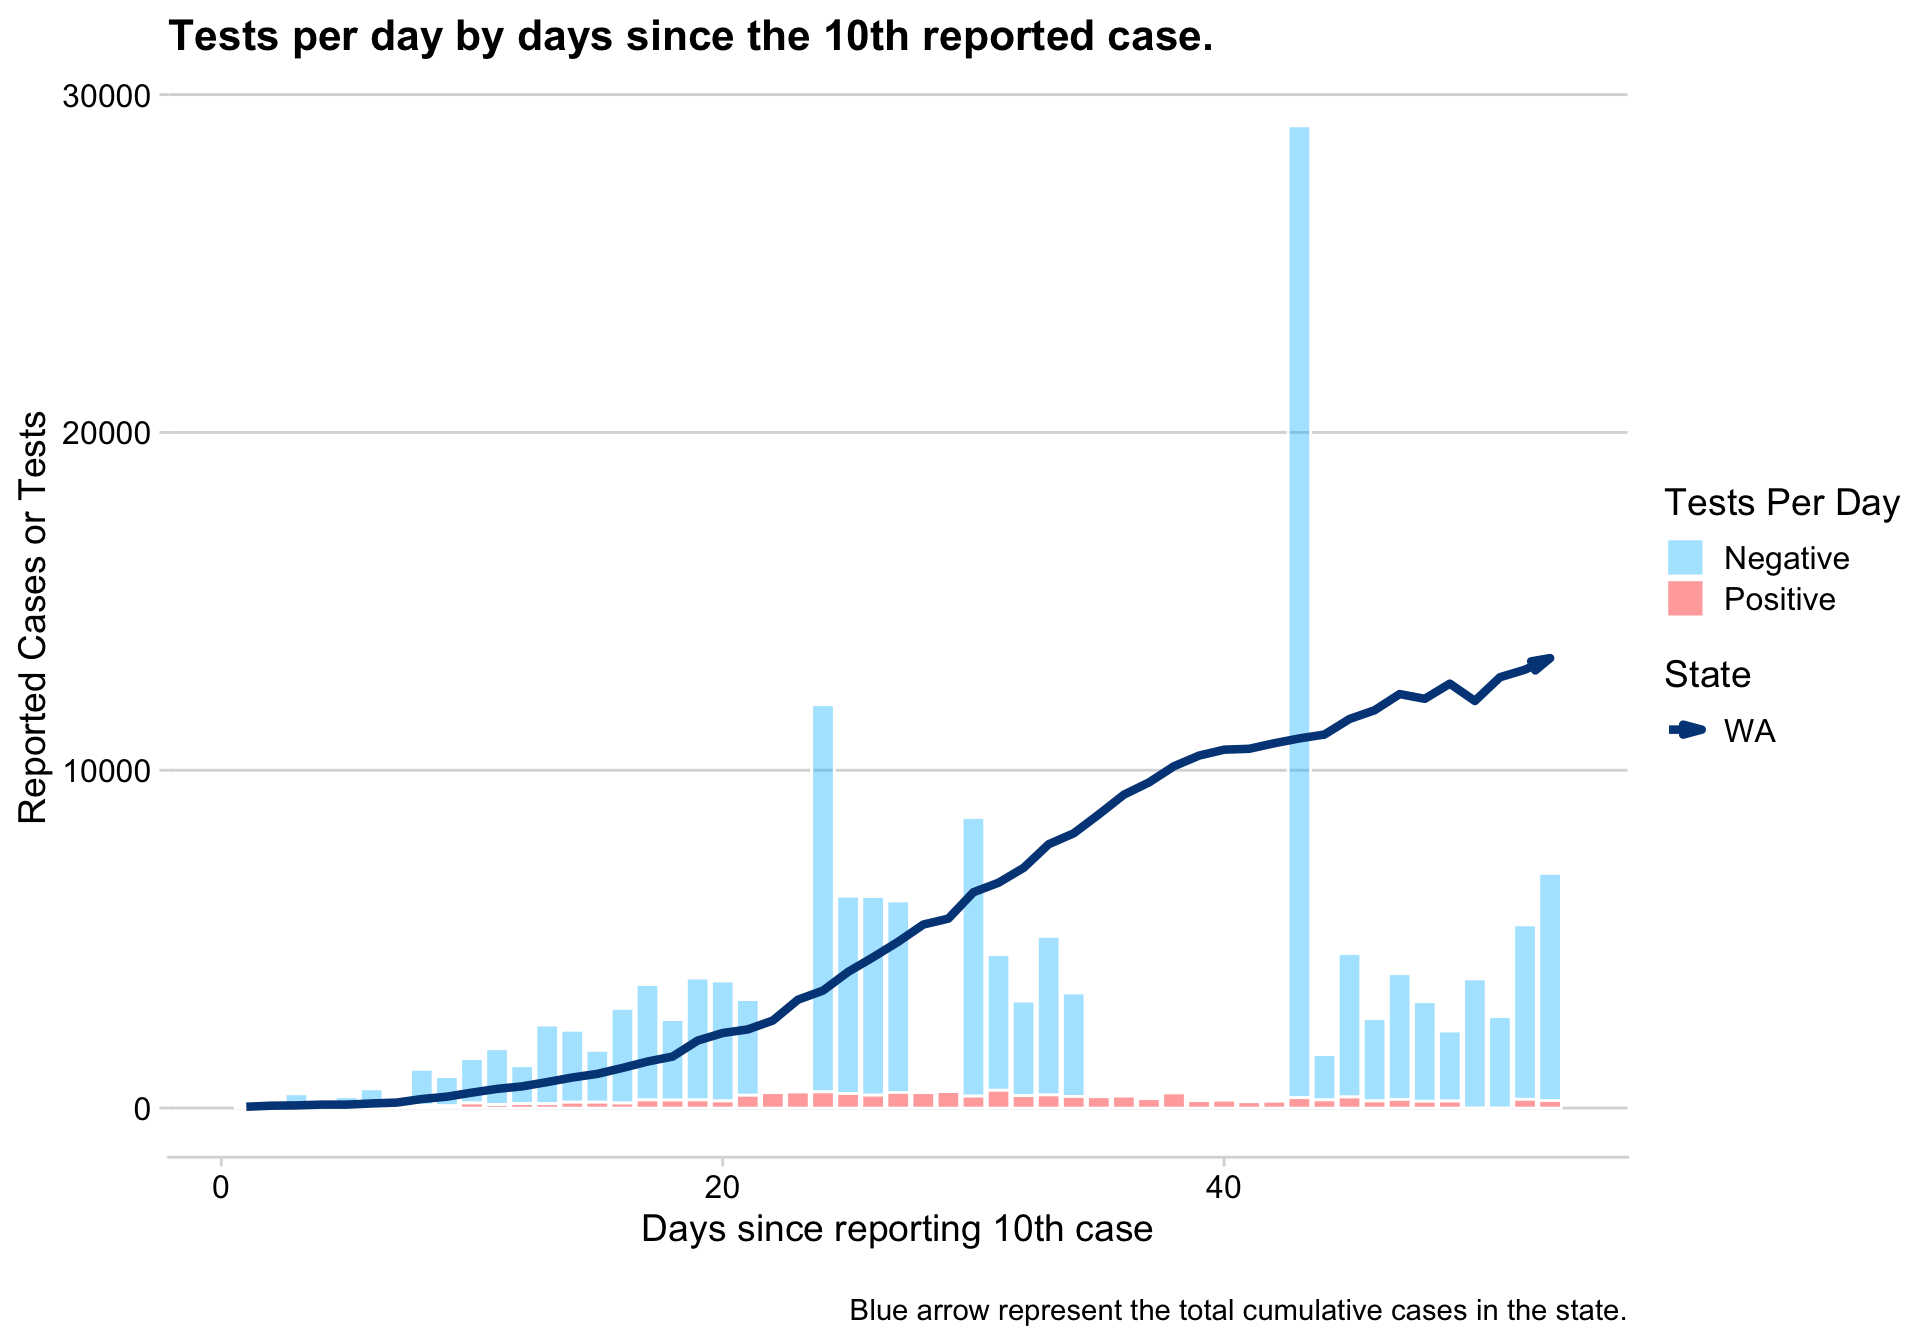 Tests per day by days since the 10th reported case.
30000
20000
10000
0
Reported Cases or Tests
0
20
40
Days since reporting 10th case
Tests Per Day
Negative
Positive
State
WA
Blue arrow represent the total cumulative cases in the state.